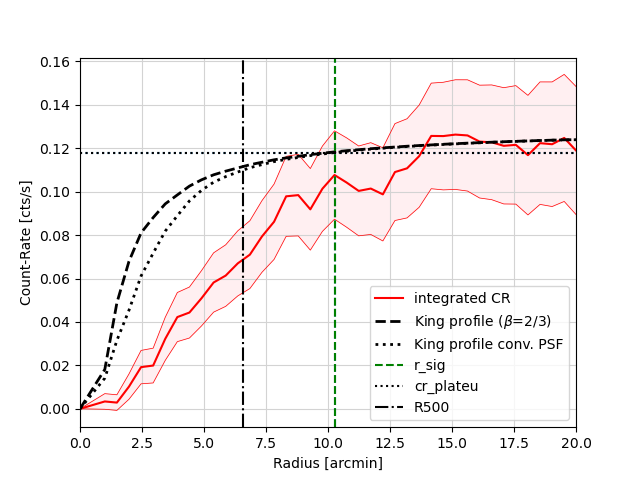 0.16
0.14
0.12
0.10
0.08
0.06
0.04
0.02
0.00
Count-Rate [cts/s]
integrated CR
King profile (β=2/3)
King profile conv. PSF
r_sig
cr_plateu
R500
0.0 2.5 5.0 7.5 10.0 12.5 15.0 17.5 20.0
Radius [arcmin]